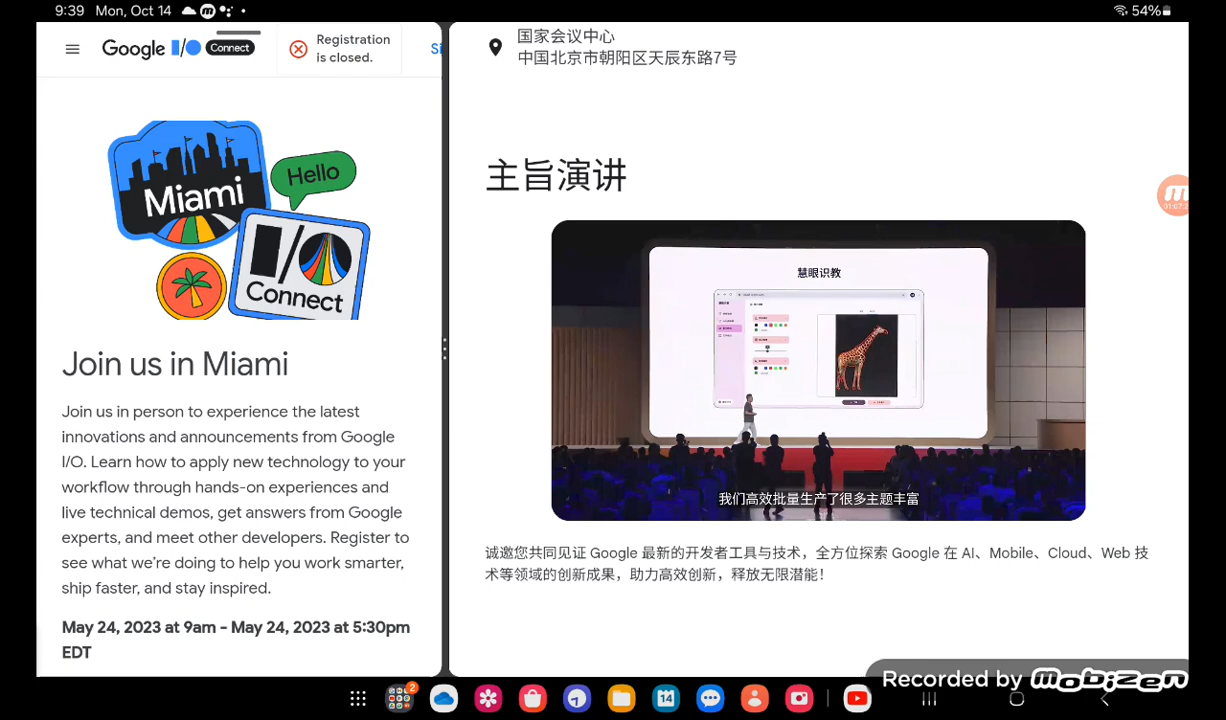 9:39 Mon, Oct 14
54%
Google I/O Connect
Registration
is closed.
Si
Miami
Hello
I/O
Connect
Join us in Miami
Join us in person to experience the latest
innovations and announcements from Google
I/O. Learn how to apply new technology to your
workflow through hands-on experiences and
live technical demos, get answers from Google
experts, and meet other developers. Register to
see what we're doing to help you work smarter,
ship faster, and stay inspired.
May 24, 2023 at 9am - May 24, 2023 at 5:30pm
EDT
国家会议中心
中国北京市朝阳区天辰东路7号
主旨演讲
慧眼识教
我们高效批量生产了很多主题丰富
诚邀您共同见证 Google 最新的开发者工具与技术，全方位探索 Google 在 AI、Mobile、Cloud、Web 技
术等领域的创新成果，助力高效创新，释放无限潜能！
2
14
Recorded by mobizen